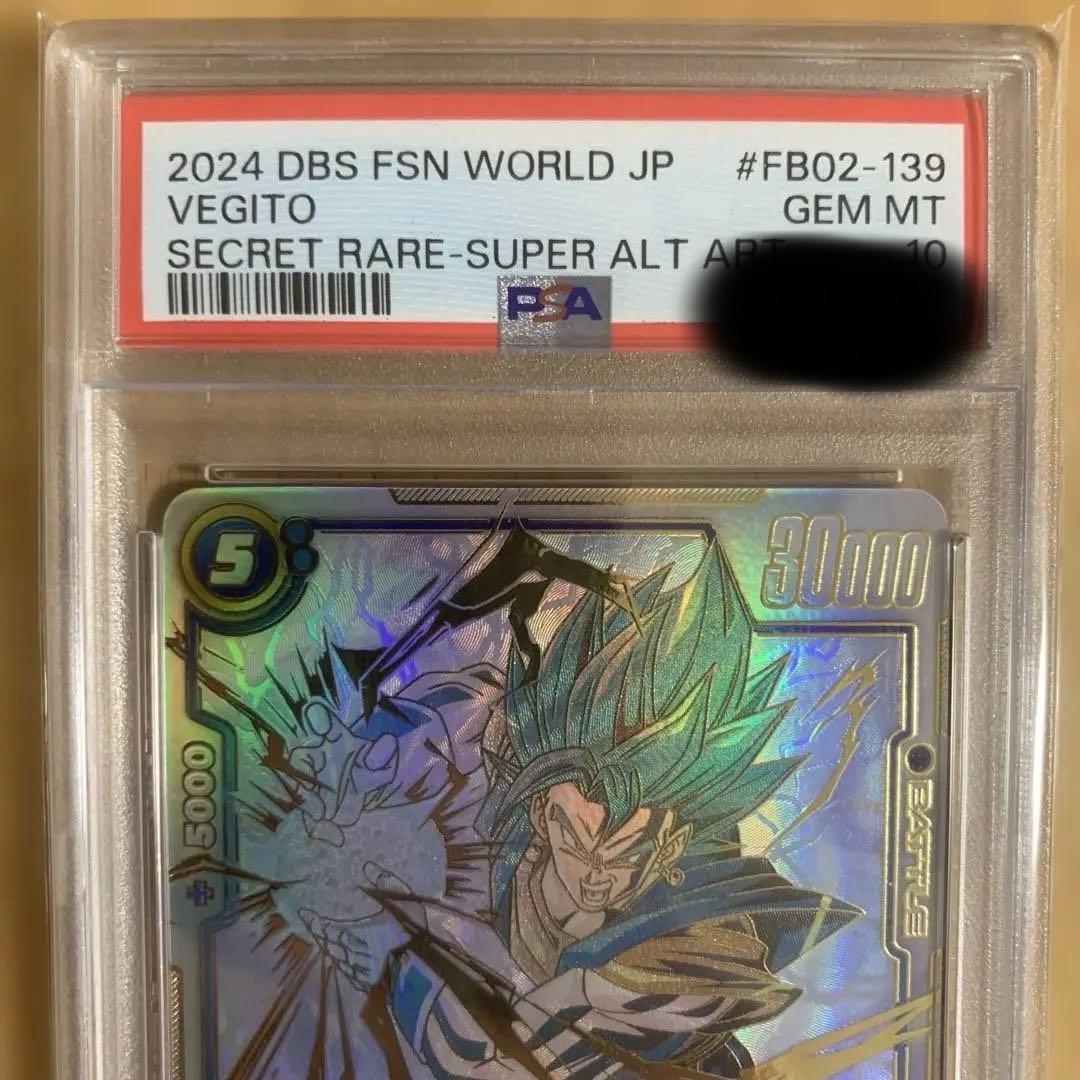 2024 DBS FSN WORLD JP #FB02-139
VEGITO GEM MT
SECRET RARE-SUPER ALT ART 10
PSA
5
30000
+5000
BATTLE